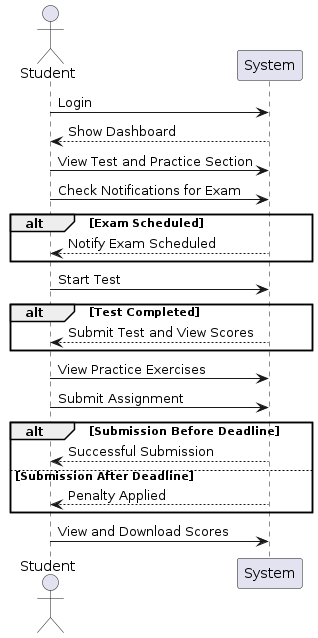 Student
System
Login
Show Dashboard
View Test and Practice Section
Check Notifications for Exam
alt [Exam Scheduled]
Notify Exam Scheduled
Start Test
alt [Test Completed]
Submit Test and View Scores
View Practice Exercises
Submit Assignment
alt [Submission Before Deadline]
Successful Submission
[Submission After Deadline]
Penalty Applied
View and Download Scores
Student
System